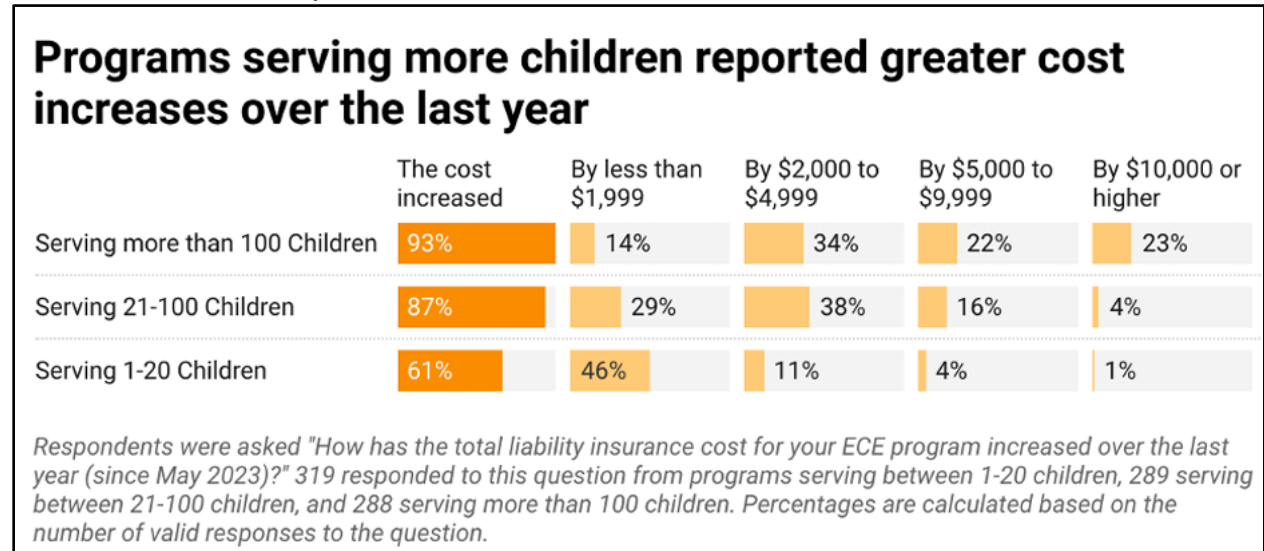 Programs serving more children reported greater cost
increases over the last year
The cost increased By less than $1,999 By $2,000 to $4,999 By $5,000 to $9,999 By $10,000 or higher
Serving more than 100 Children 93% 14% 34% 22% 23%
Serving 21-100 Children 87% 29% 38% 16% 4%
Serving 1-20 Children 61% 46% 11% 4% 1%
Respondents were asked "How has the total liability insurance cost for your ECE program increased over the last
year (since May 2023)?" 319 responded to this question from programs serving between 1-20 children, 289 serving
between 21-100 children, and 288 serving more than 100 children. Percentages are calculated based on the
number of valid responses to the question.